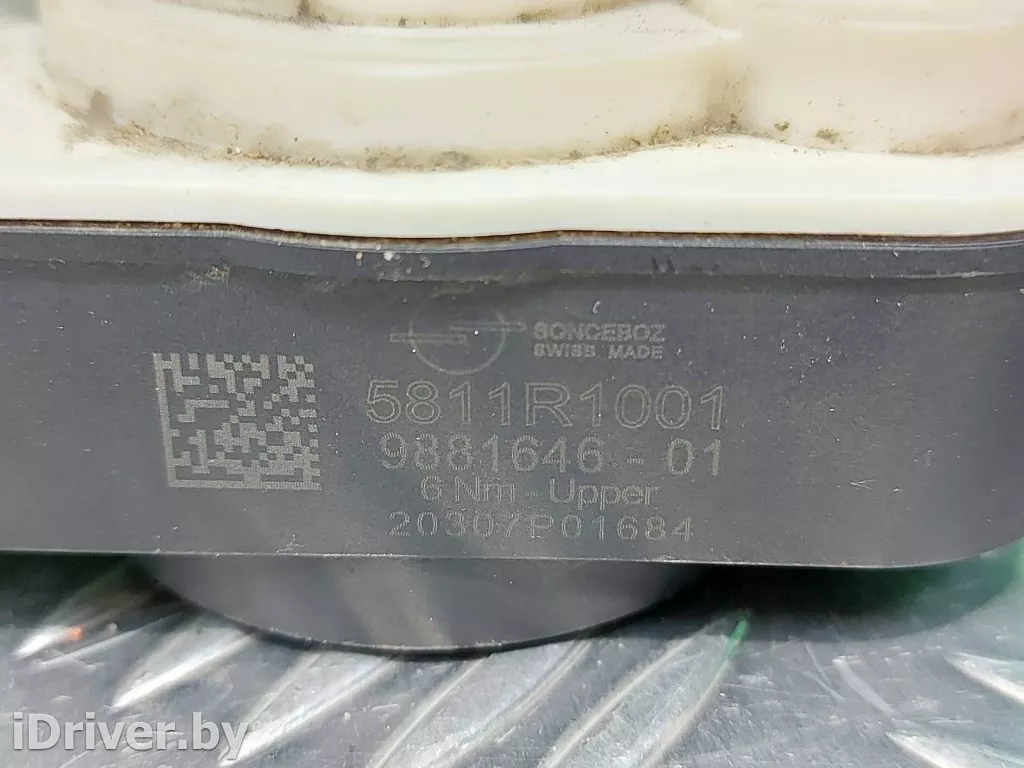 SONCEBOZ
SWISS MADE
5811R1001
9881646 - 01
6 Nm - Upper
20307P01684
iDriver.by